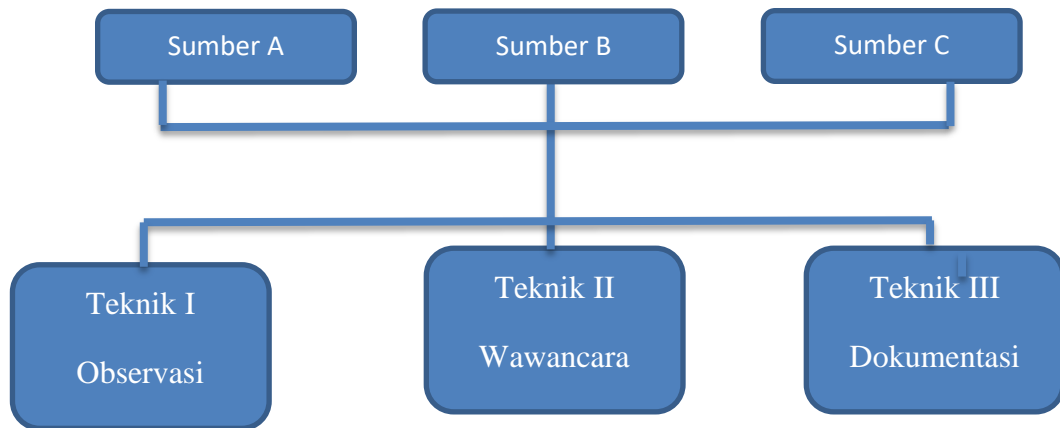 Sumber A
Sumber B
Sumber C
Teknik I
Observasi
Teknik II
Wawancara
Teknik III
Dokumentasi